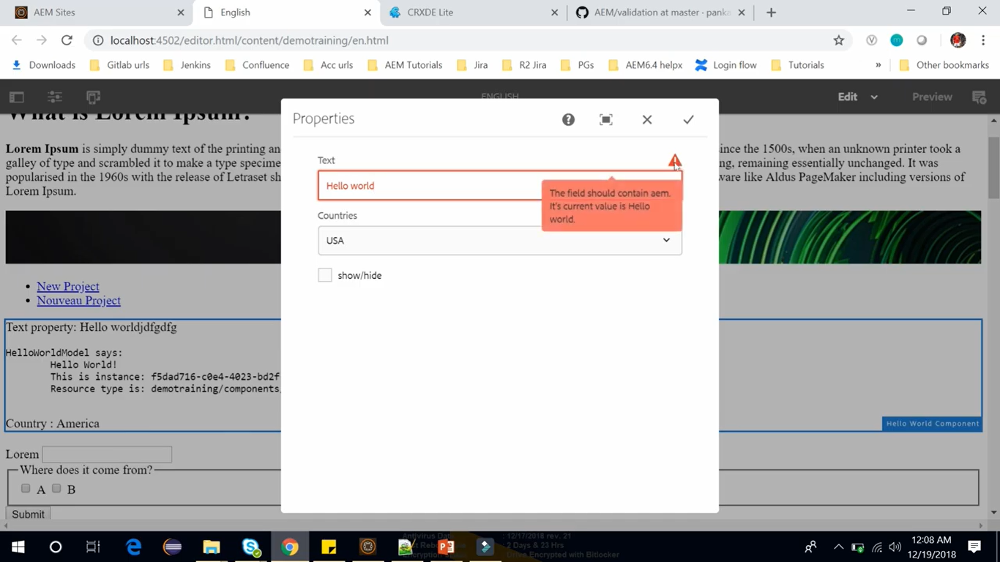 AEM Sites
English
CRXDE Lite
AEM/validation at master · panka
localhost:4502/editor.html/content/demotraining/en.html
Downloads
Gitlab urls
Jenkins
Confluence
Acc urls
AEM Tutorials
Jira
R2 Jira
PGs
AEM6.4 helpx
Login flow
Tutorials
»
Other bookmarks
ENGLISH
Edit
Preview
What is Lorem Ipsum?
Lorem Ipsum is simply dummy text of the printing an
ince the 1500s, when an unknown printer took a
galley of type and scrambled it to make a type specime
ng, remaining essentially unchanged. It was
popularised in the 1960s with the release of Letraset sh
ware like Aldus PageMaker including versions of
Lorem Ipsum.
Properties
Text
Hello world
The field should contain aem.
It's current value is Hello
world.
Countries
USA
show/hide
• New Project
• Nouveau Project
Text property: Hello worldjdfgdfg
HelloWorldModel says:
Hello World!
This is instance: f5dad716-c0e4-4023-bd2f
Resource type is: demotraining/components/
Country : America
Hello World Component
Lorem
Where does it come from?
A
B
Submit
Antivirus Dat : 12/17/2018 rev. 21
st Rebo : 2 Days & 23 Hrs
Encryption : Drive Encrypted with Bitlocker
12:08 AM
12/19/2018